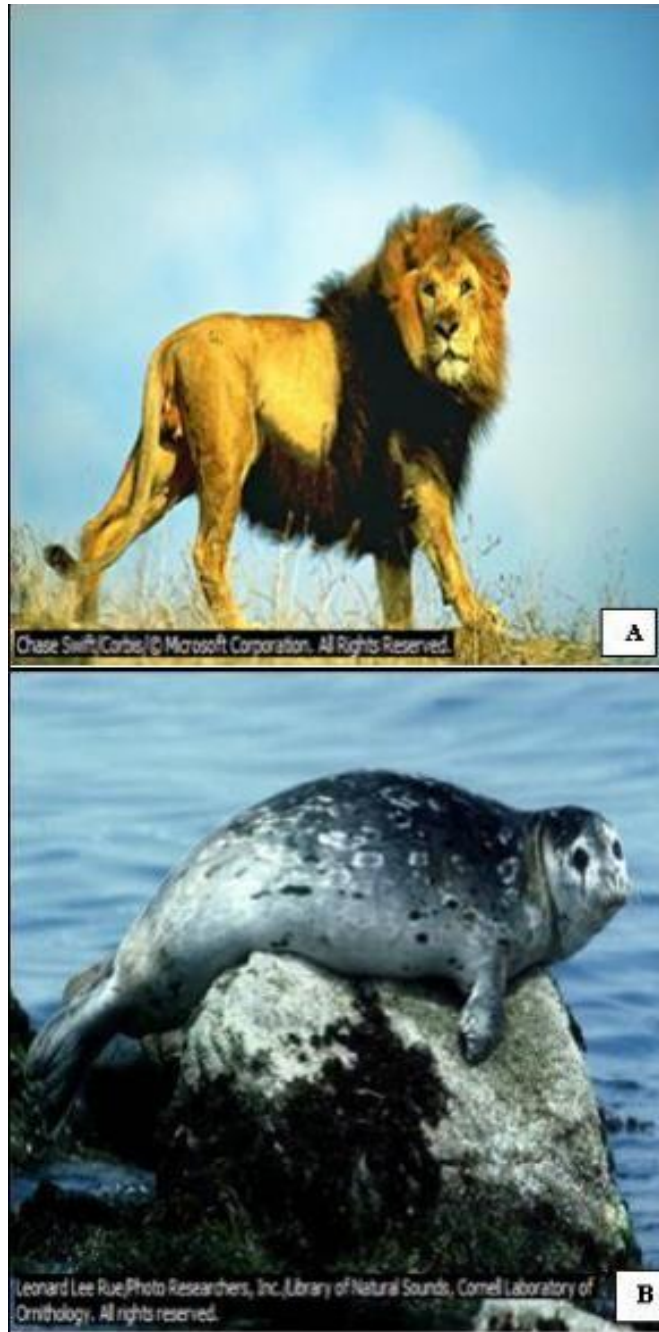 Chase Swift/Corbis/© Microsoft Corporation. All Rights Reserved.
A
Leonard Lee Rue/Photo Researchers, Inc./Library of Natural Sounds, Cornell Laboratory of
Ornithology. All rights reserved.
B